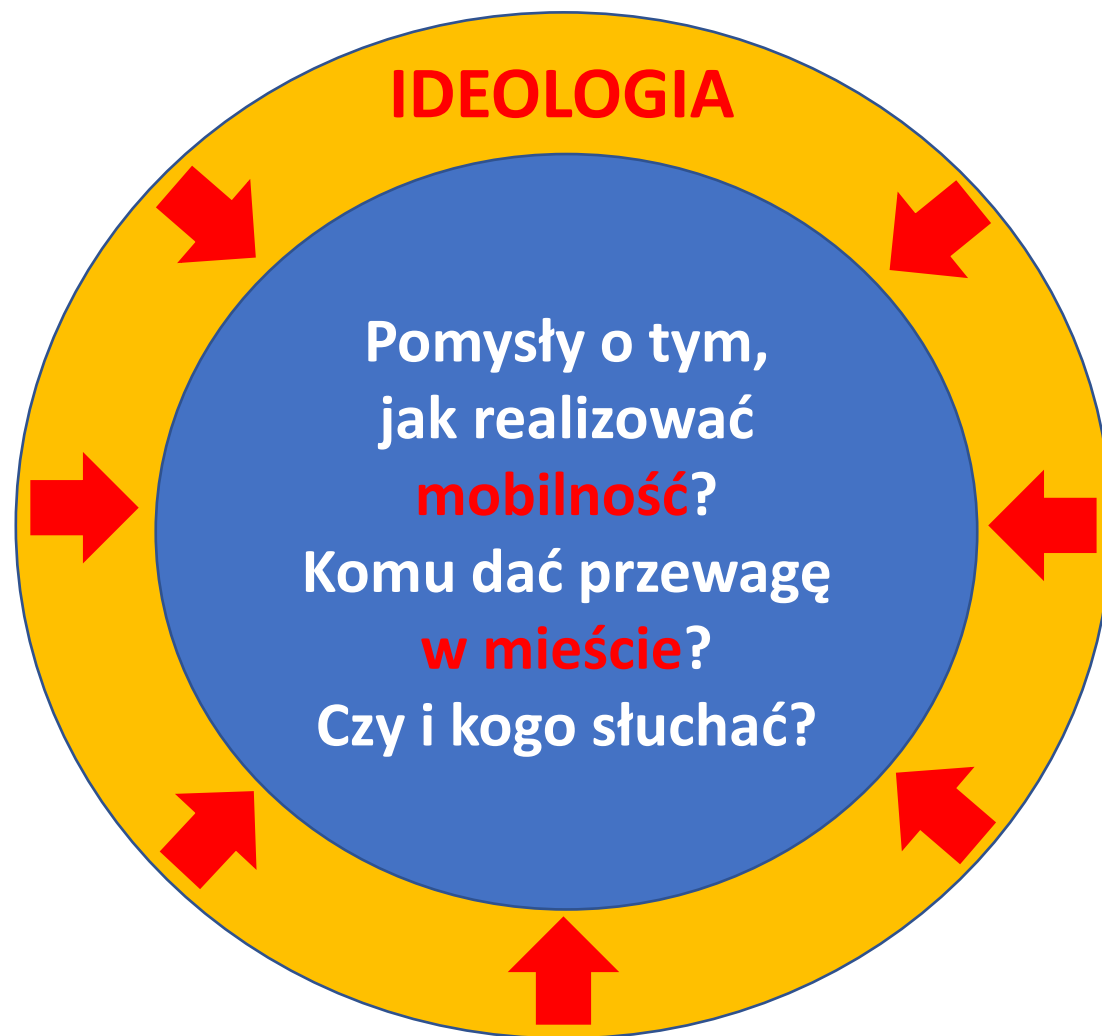 IDEOLOGIA
Pomysły o tym,
jak realizować
mobilność?
Komu dać przewagę
w mieście?
Czy i kogo słuchać?